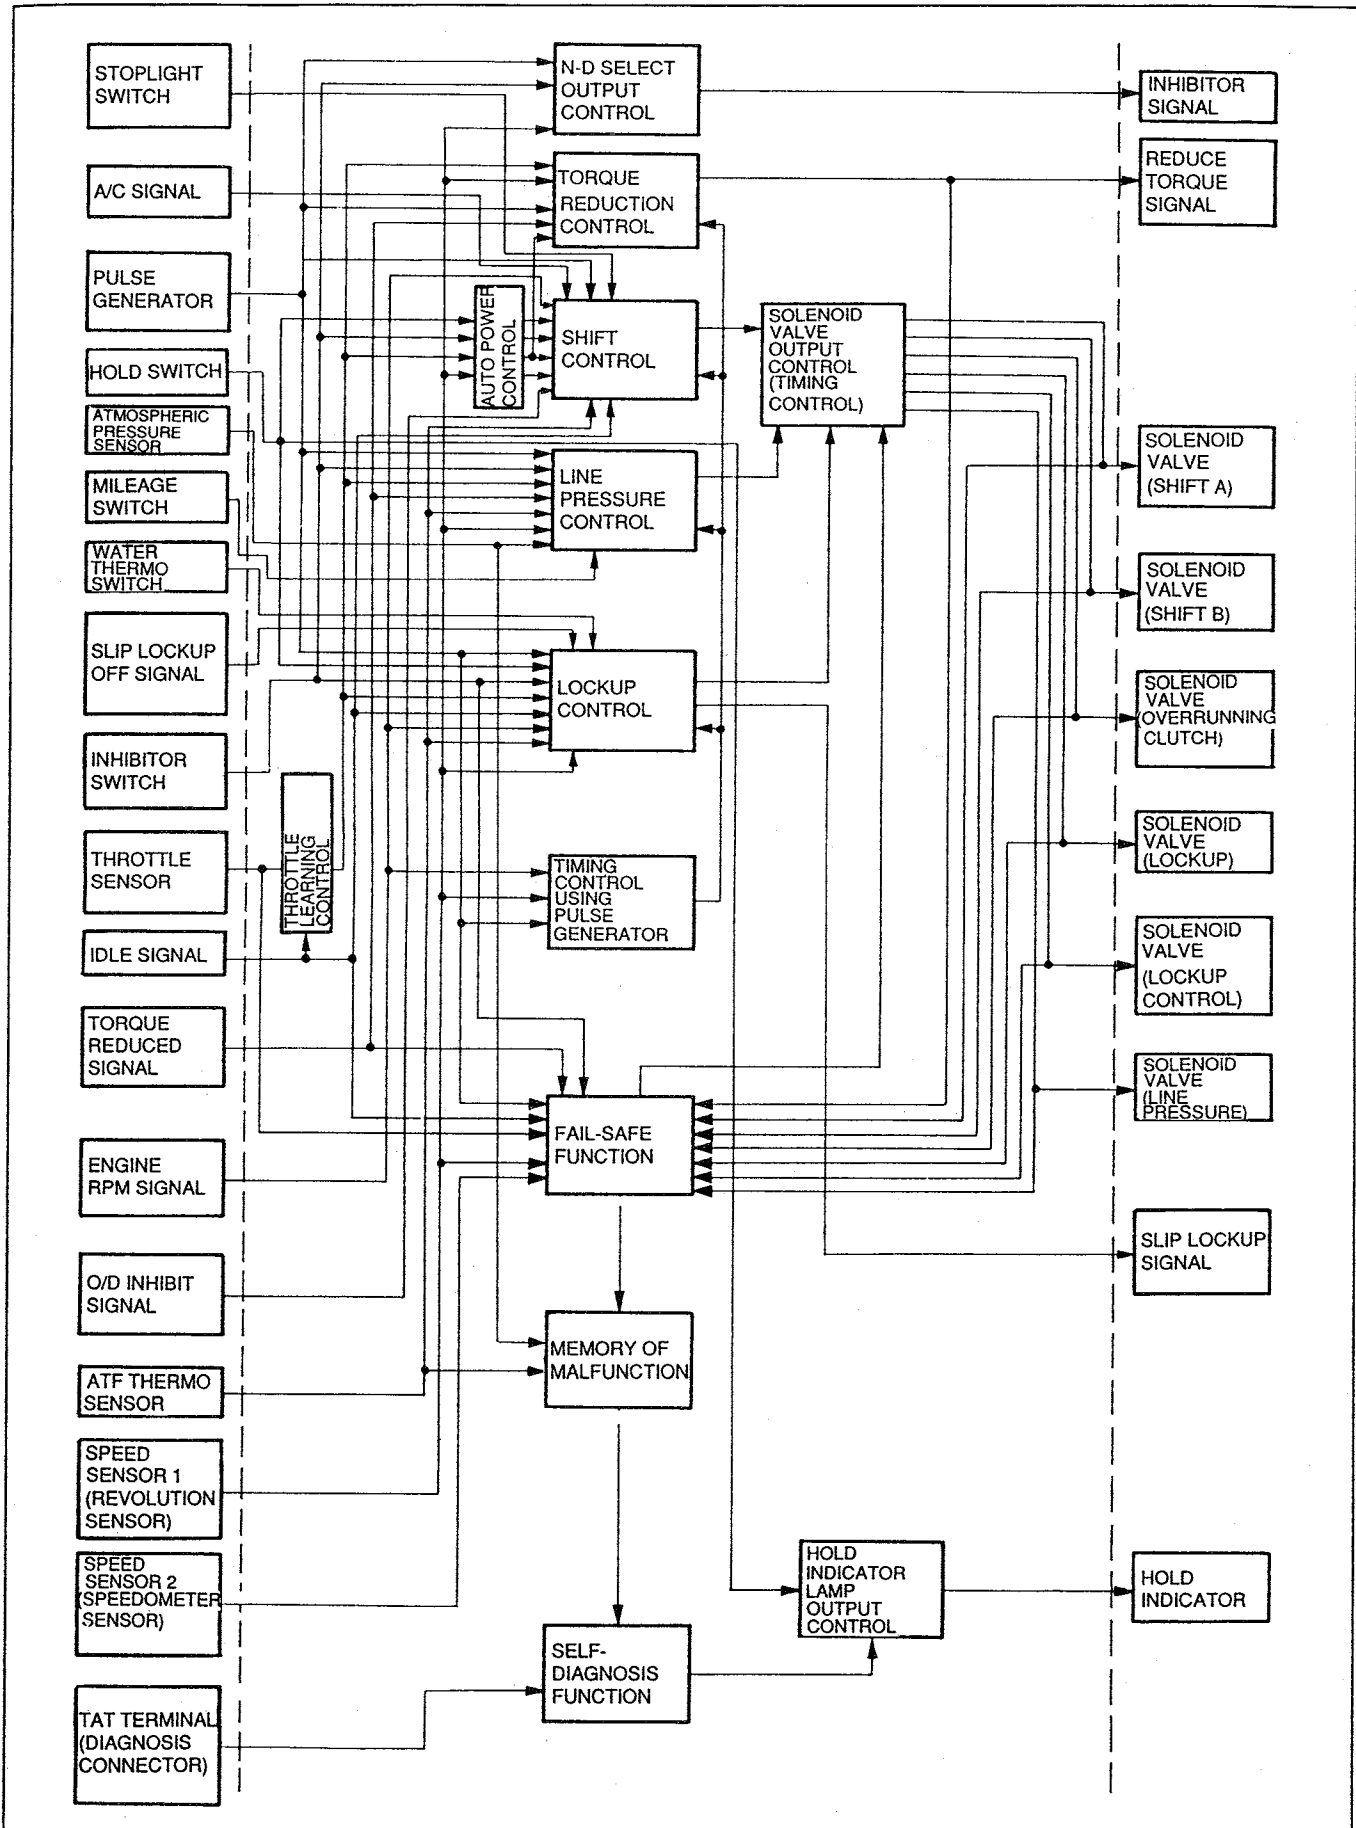 STOPLIGHT
SWITCH
A/C SIGNAL
PULSE
GENERATOR
HOLD SWITCH
ATMOSPHERIC
PRESSURE
SENSOR
MILEAGE
SWITCH
WATER
THERMO
SWITCH
SLIP LOCKUP
OFF SIGNAL
INHIBITOR
SWITCH
THROTTLE
SENSOR
IDLE SIGNAL
TORQUE
REDUCED
SIGNAL
ENGINE
RPM SIGNAL
O/D INHIBIT
SIGNAL
ATF THERMO
SENSOR
SPEED
SENSOR 1
(REVOLUTION
SENSOR)
SPEED
SENSOR 2
(SPEEDOMETER
SENSOR)
TAT TERMINAL
(DIAGNOSIS
CONNECTOR)
THROTTLE
LEARNING
CONTROL
AUTO POWER
CONTROL
N-D SELECT
OUTPUT
CONTROL
TORQUE
REDUCTION
CONTROL
SHIFT
CONTROL
LINE
PRESSURE
CONTROL
LOCKUP
CONTROL
TIMING
CONTROL
USING
PULSE
GENERATOR
FAIL-SAFE
FUNCTION
MEMORY OF
MALFUNCTION
SELF-
DIAGNOSIS
FUNCTION
SOLENOID
VALVE
OUTPUT
CONTROL
(TIMING
CONTROL)
HOLD
INDICATOR
LAMP
OUTPUT
CONTROL
INHIBITOR
SIGNAL
REDUCE
TORQUE
SIGNAL
SOLENOID
VALVE
(SHIFT A)
SOLENOID
VALVE
(SHIFT B)
SOLENOID
VALVE
(OVERRUNNING
CLUTCH)
SOLENOID
VALVE
(LOCKUP)
SOLENOID
VALVE
(LOCKUP
CONTROL)
SOLENOID
VALVE
(LINE
PRESSURE)
SLIP LOCKUP
SIGNAL
HOLD
INDICATOR